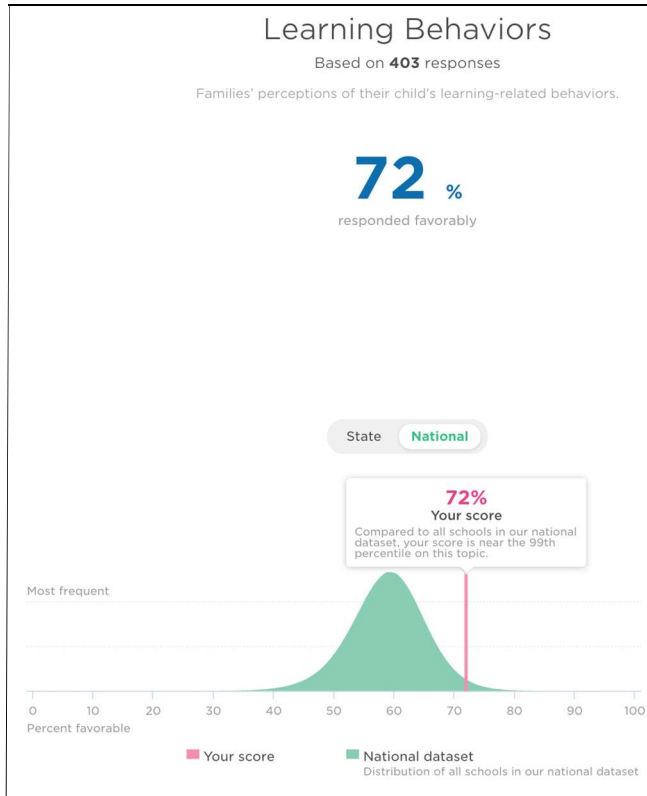 Learning Behaviors
Based on 403 responses
Families' perceptions of their child's learning-related behaviors.
72 %
responded favorably
State National
72%
Your score
Compared to all schools in our national
dataset, your score is near the 99th
percentile on this topic.
Most frequent
0 10 20 30 40 50 60 70 80 90 100
Percent favorable
Your score National dataset
Distribution of all schools in our national dataset